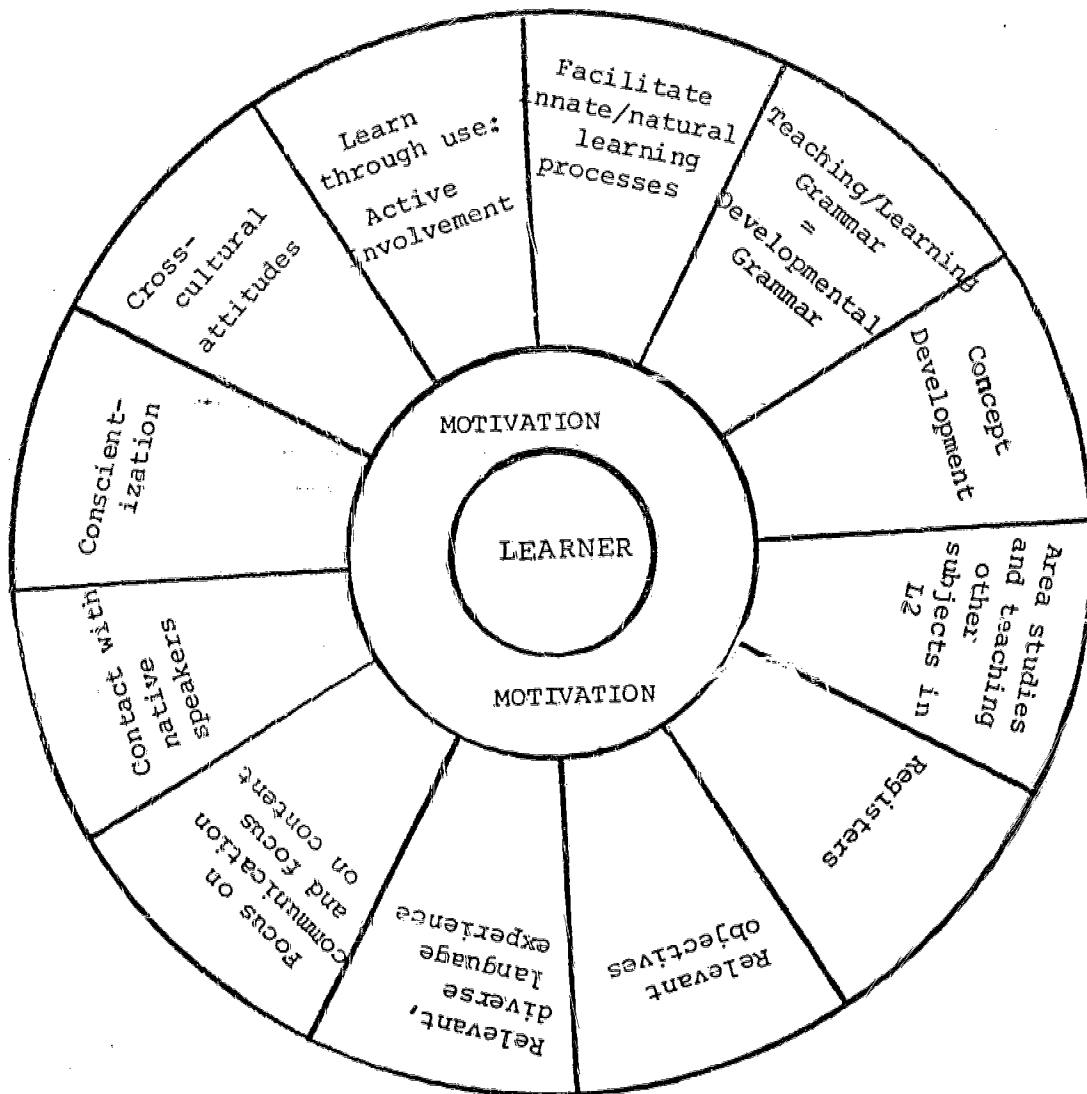 Facilitate
innate/natural
learning
processes
Teaching/Learning
Grammar
=
Developmental
Grammar
Concept
Development
Area studies
and teaching
other
subjects in
L2
Registers
Relevant
objectives
Relevant,
diverse
language
experience
Focus on
communication
and focus
on content
Contact with
native
speakers
Conscient-
ization
Cross-
cultural
attitudes
Learn
through use:
Active
Involvement
MOTIVATION
LEARNER
MOTIVATION